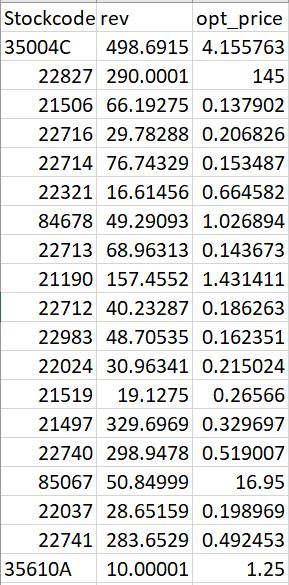 Stockcode rev opt_price
35004C 498.6915 4.155763
22827 290.0001 145
21506 66.19275 0.137902
22716 29.78288 0.206826
22714 76.74329 0.153487
22321 16.61456 0.664582
84678 49.29093 1.026894
22713 68.96313 0.143673
21190 157.4552 1.431411
22712 40.23287 0.186263
22983 48.70535 0.162351
22024 30.96341 0.215024
21519 19.1275 0.26566
21497 329.6969 0.329697
22740 298.9478 0.519007
85067 50.84999 16.95
22037 28.65159 0.198969
22741 283.6529 0.492453
35610A 10.00001 1.25